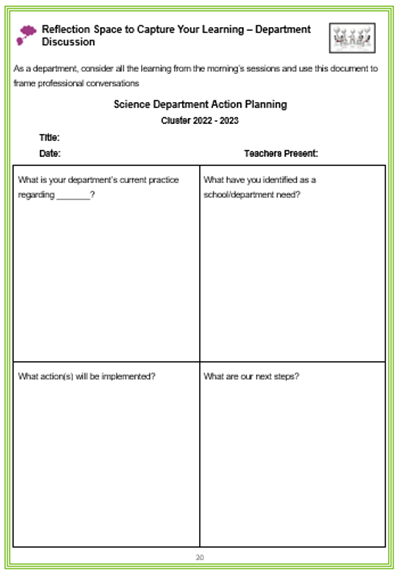 Reflection Space to Capture Your Learning – Department
Discussion
As a department, consider all the learning from the morning's sessions and use this document to
frame professional conversations
Science Department Action Planning
Cluster 2022 - 2023
Title:
Date: Teachers Present:
What is your department's current practice
regarding _______?
What have you identified as a
school/department need?
What action(s) will be implemented?
What are our next steps?
20